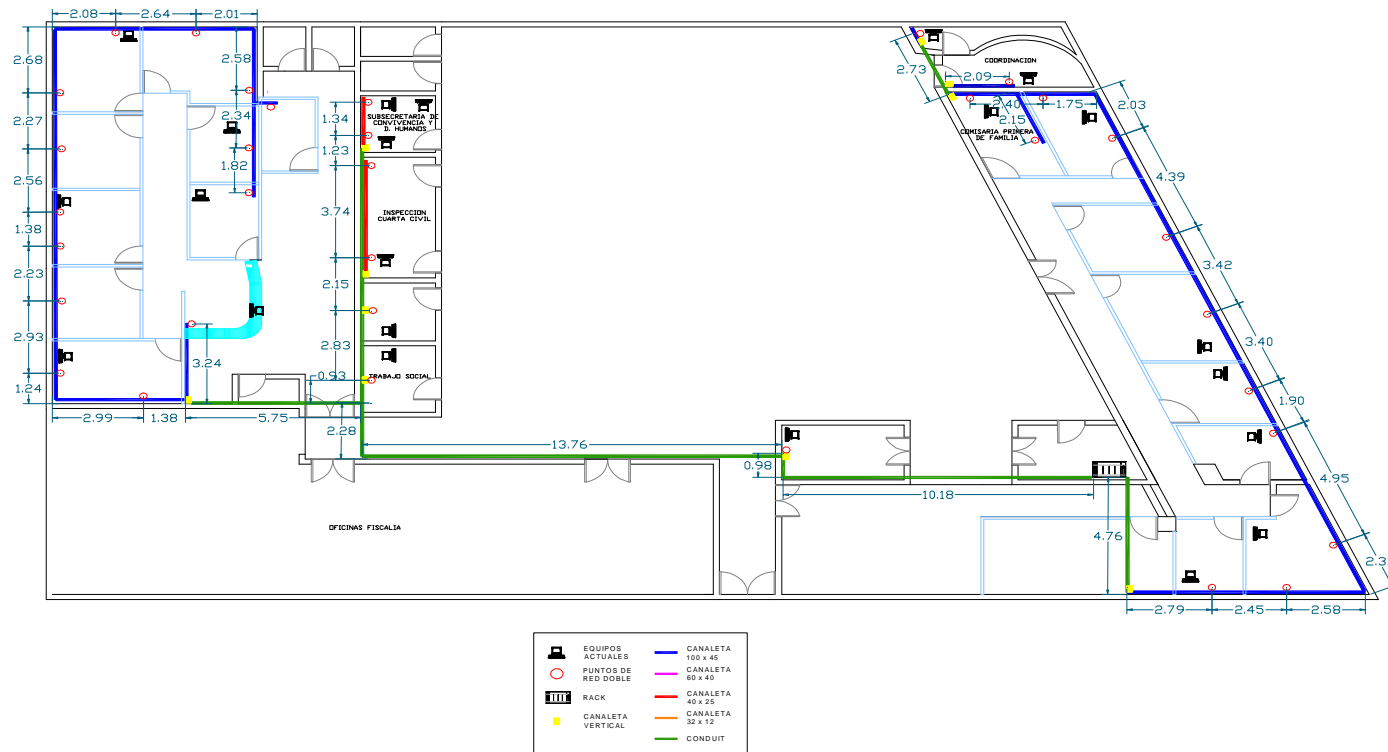 2.08
2.64
2.01
2.68
2.27
2.56
1.38
2.23
2.93
1.24
2.58
2.34
1.82
3.24
2.99
1.38
5.75
0.93
2.28
1.34
1.23
3.74
2.15
2.83
SUBSECRETARIA DE
CONVIVENCIA Y
D. HUMANOS
INSPECCION
CUARTA CIVIL
TRABAJO SOCIAL
13.76
0.98
10.18
4.76
OFICINAS FISCALIA
2.73
COORDINACION
2.09
2.40
1.75
2.15
COMISARIA PRIMERA
DE FAMILIA
2.03
4.39
3.42
3.40
1.90
4.95
2.79
2.45
2.58
EQUIPOS
ACTUALES
PUNTOS DE
RED DOBLE
RACK
CANALETA
VERTICAL
CANALETA
100 x 45
CANALETA
60 x 40
CANALETA
40 x 25
CANALETA
32 x 12
CONDUIT